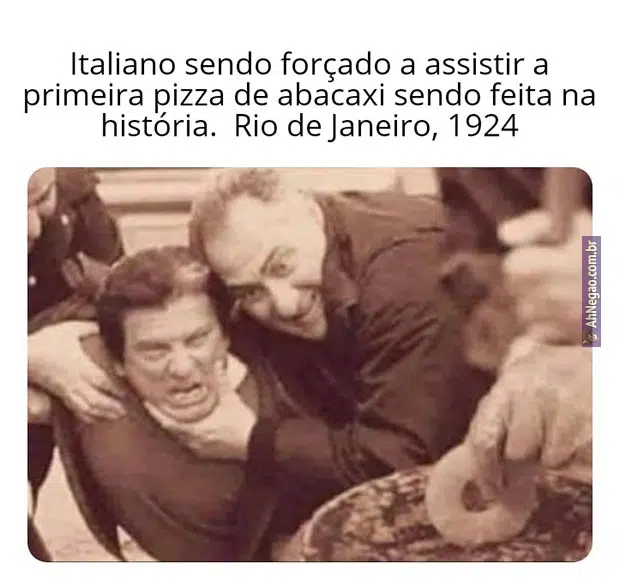 Italiano sendo forçado a assistir a
primeira pizza de abacaxi sendo feita na
história.  Rio de Janeiro, 1924
AhNegao.com.br